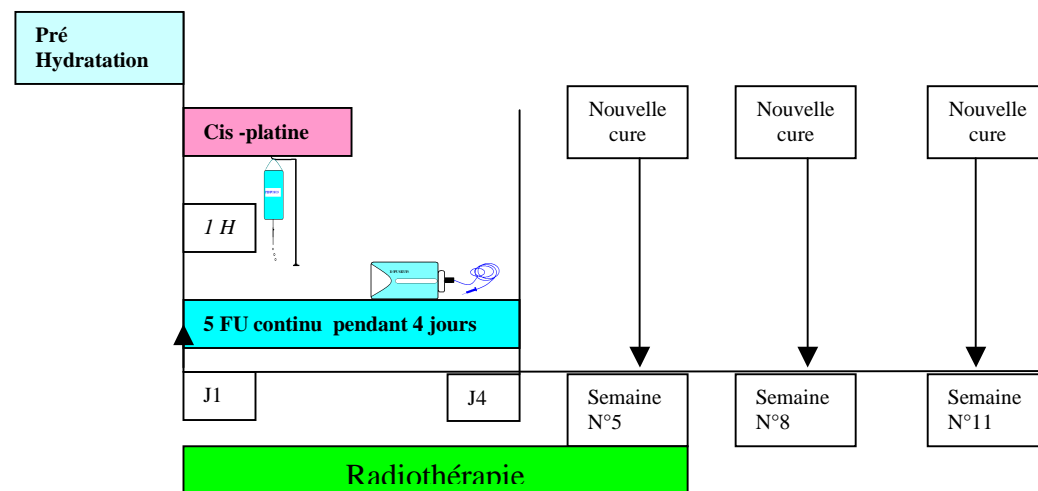 Pré
Hydratation
Cis -platine
Nouvelle
cure
Nouvelle
cure
Nouvelle
cure
1 H
5 FU continu pendant 4 jours
J1
J4
Semaine
N°5
Semaine
N°8
Semaine
N°11
Radiothérapie